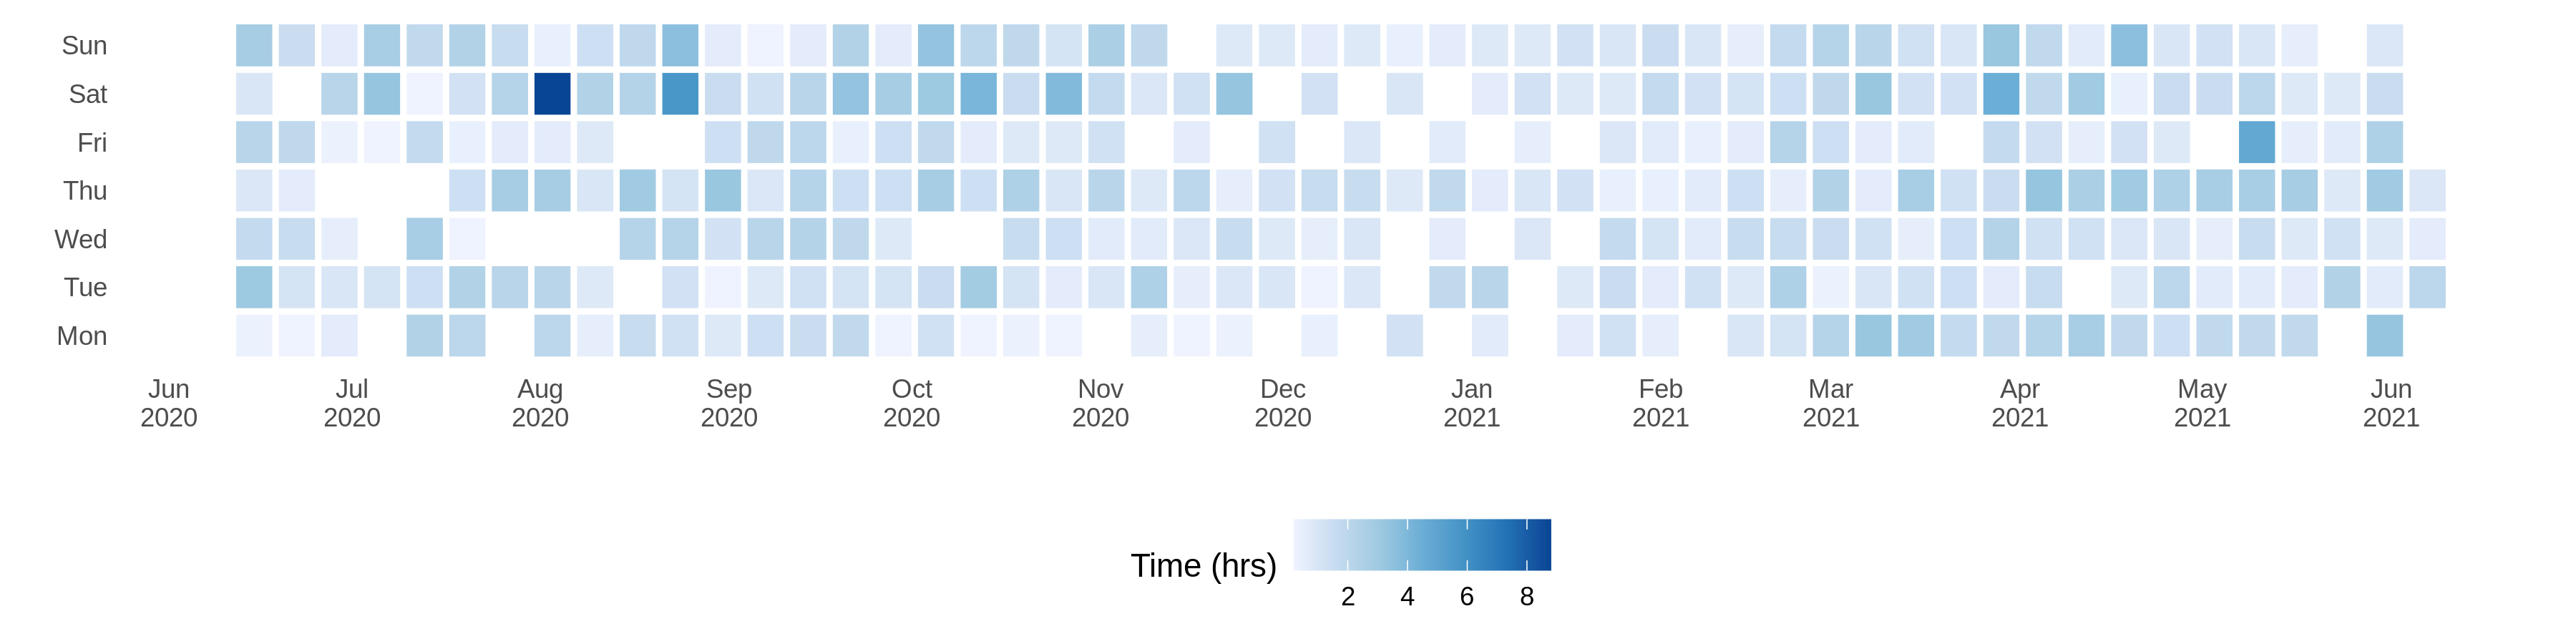 Sun
Sat
Fri
Thu
Wed
Tue
Mon
Jun 2020
Jul 2020
Aug 2020
Sep 2020
Oct 2020
Nov 2020
Dec 2020
Jan 2021
Feb 2021
Mar 2021
Apr 2021
May 2021
Jun 2021
Time (hrs)
2 4 6 8